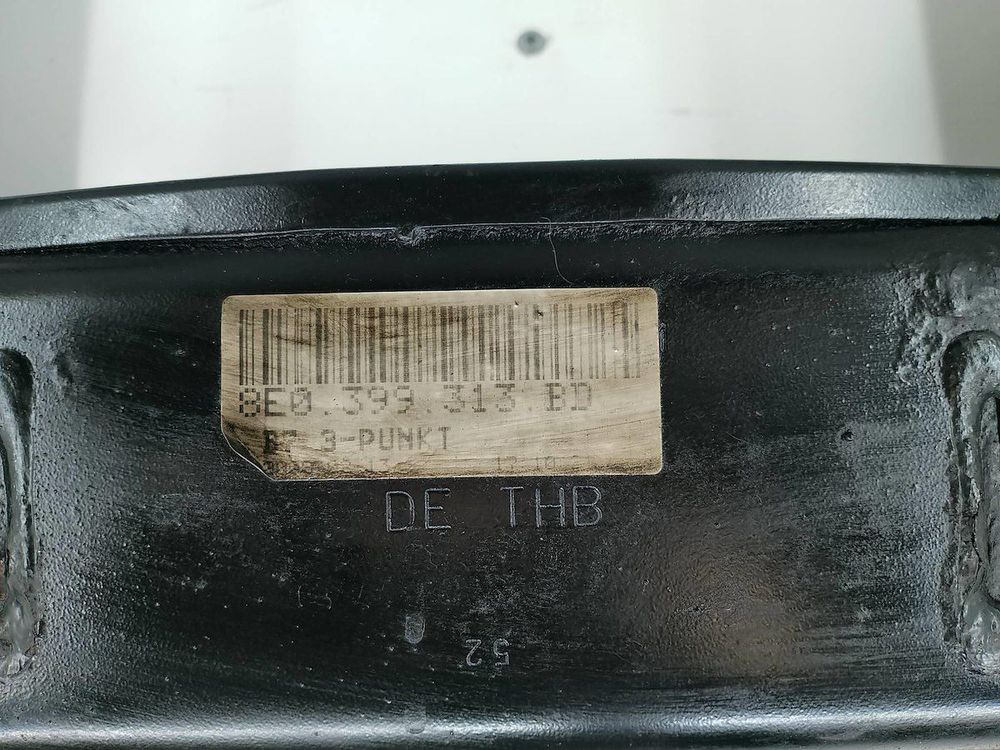 8E0.399.313.BD
3-PUNKT
DE THB
52